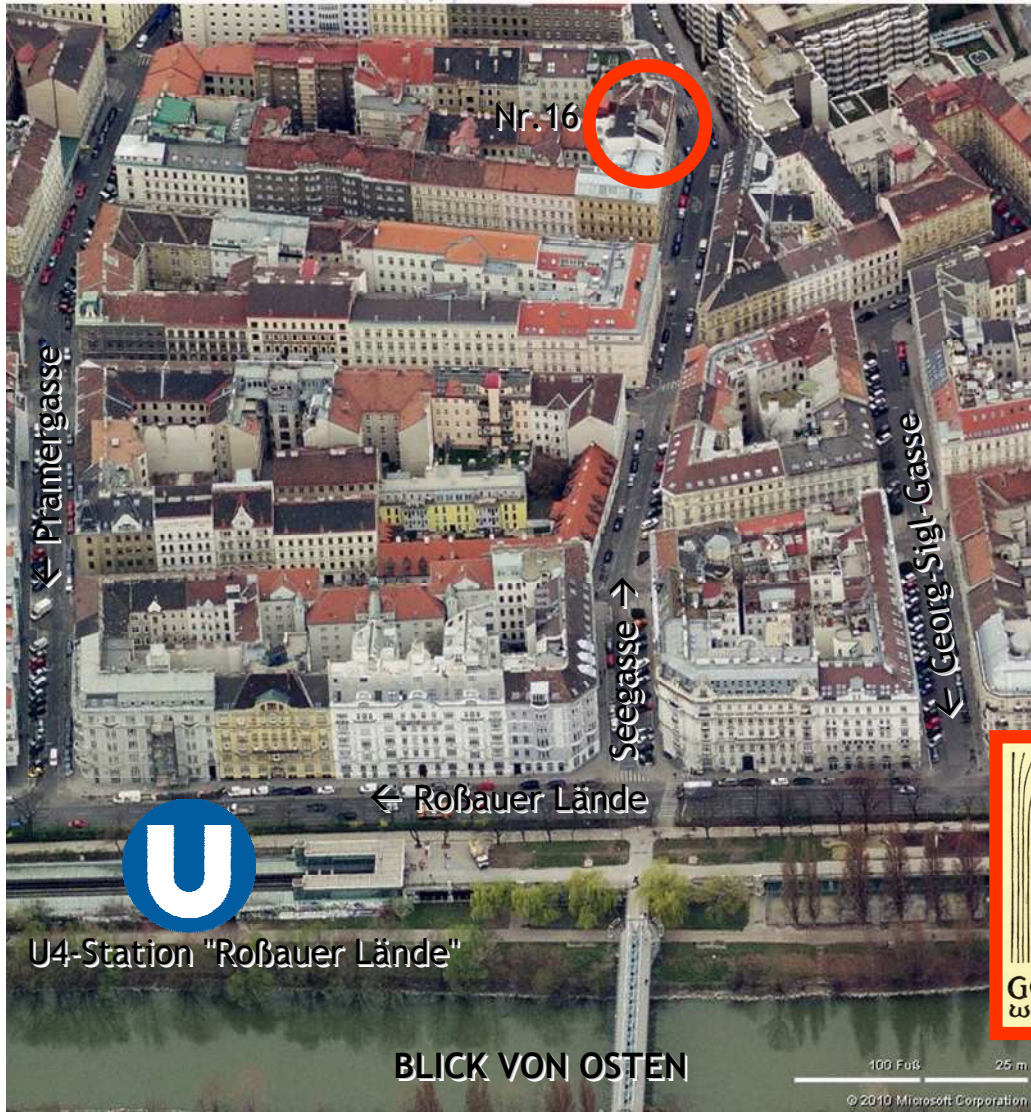 Nr.16
← Pramergasse
Seegasse →
← Georg-Sigl-Gasse
← Roßauer Lände
U
U4-Station "Roßauer Lände"
BLICK VON OSTEN
100 Fuß 25 m
© 2010 Microsoft Corporation